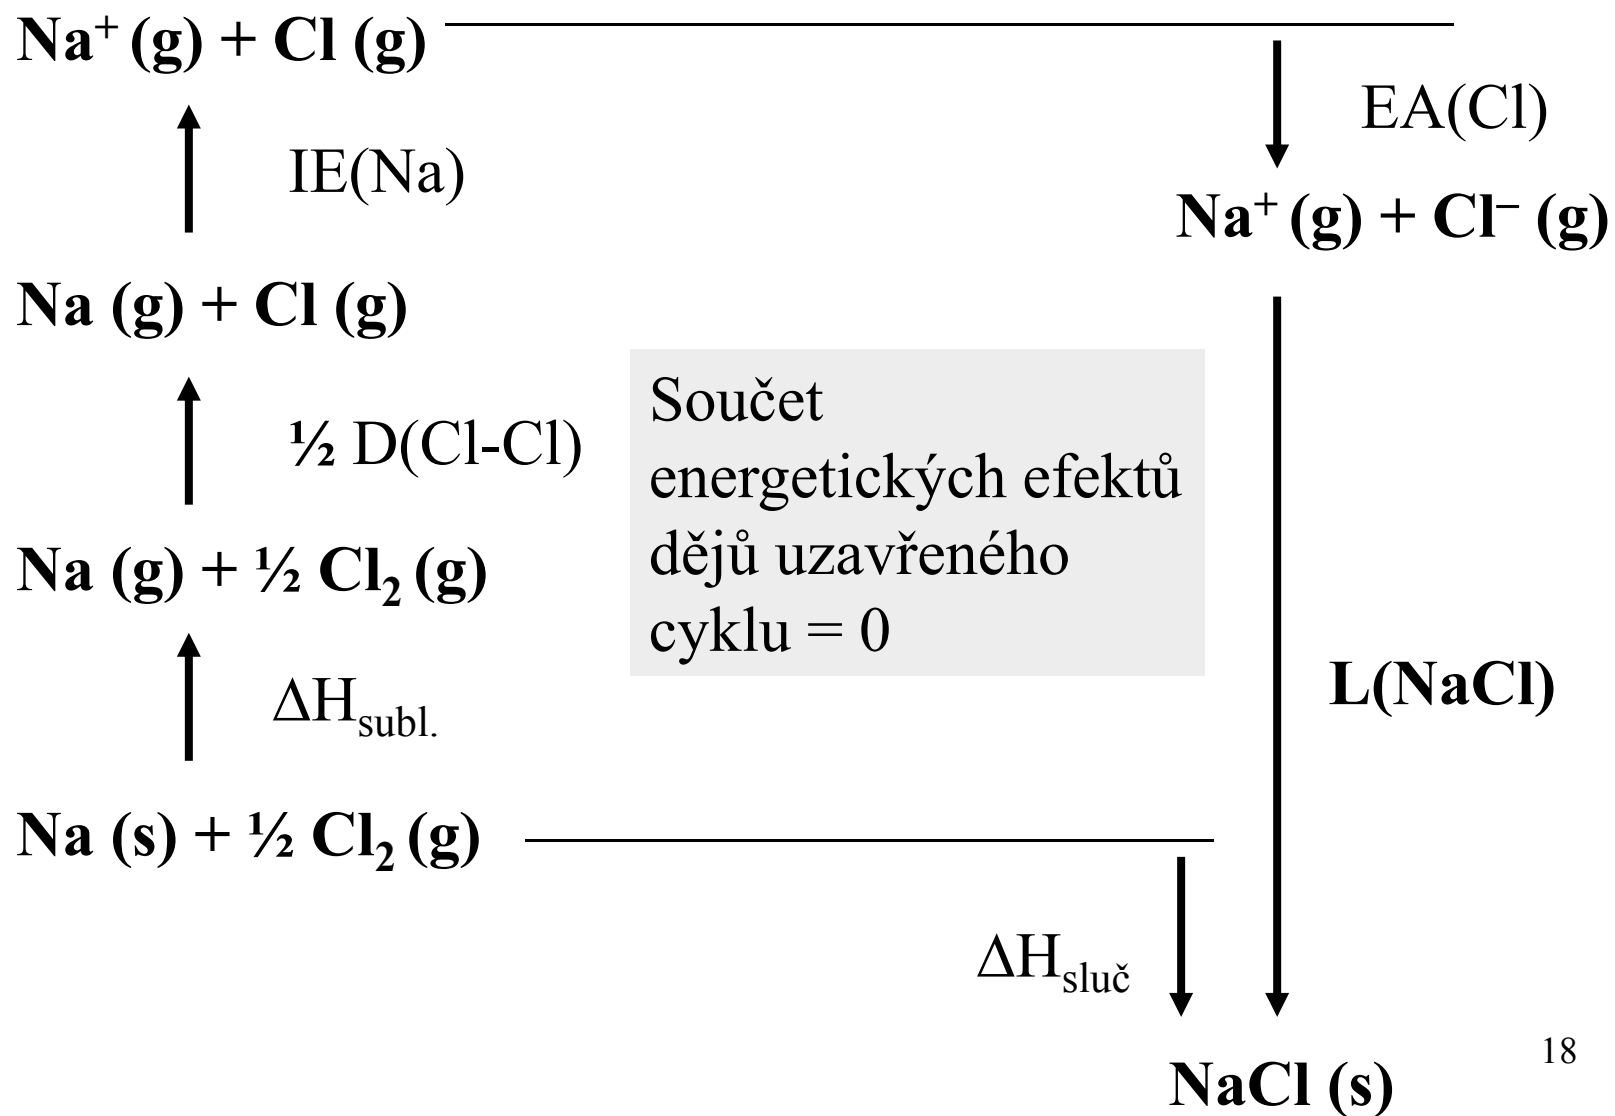 Na⁺ (g) + Cl (g)
EA(Cl)
IE(Na)
Na⁺ (g) + Cl⁻ (g)
Na (g) + Cl (g)
½ D(Cl-Cl)
Součet
energetických efektů
dějů uzavřeného
cyklu = 0
Na (g) + ½ Cl₂ (g)
L(NaCl)
ΔHsubl.
Na (s) + ½ Cl₂ (g)
ΔHsluč
18
NaCl (s)